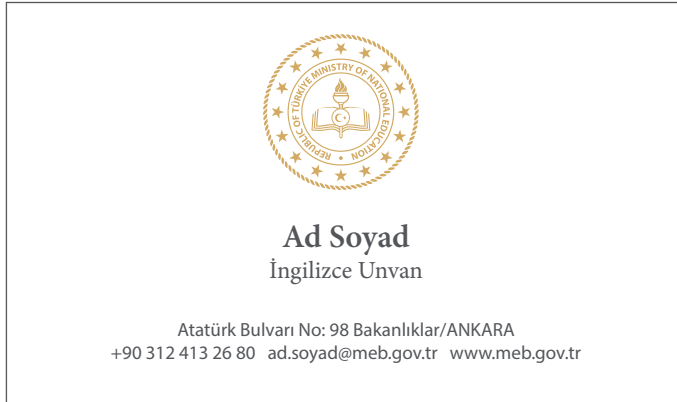 REPUBLIC OF TÜRKİYE MINISTRY OF NATIONAL EDUCATION
Ad Soyad
İngilizce Unvan
Atatürk Bulvarı No: 98 Bakanlıklar/ANKARA
+90 312 413 26 80 ad.soyad@meb.gov.tr www.meb.gov.tr